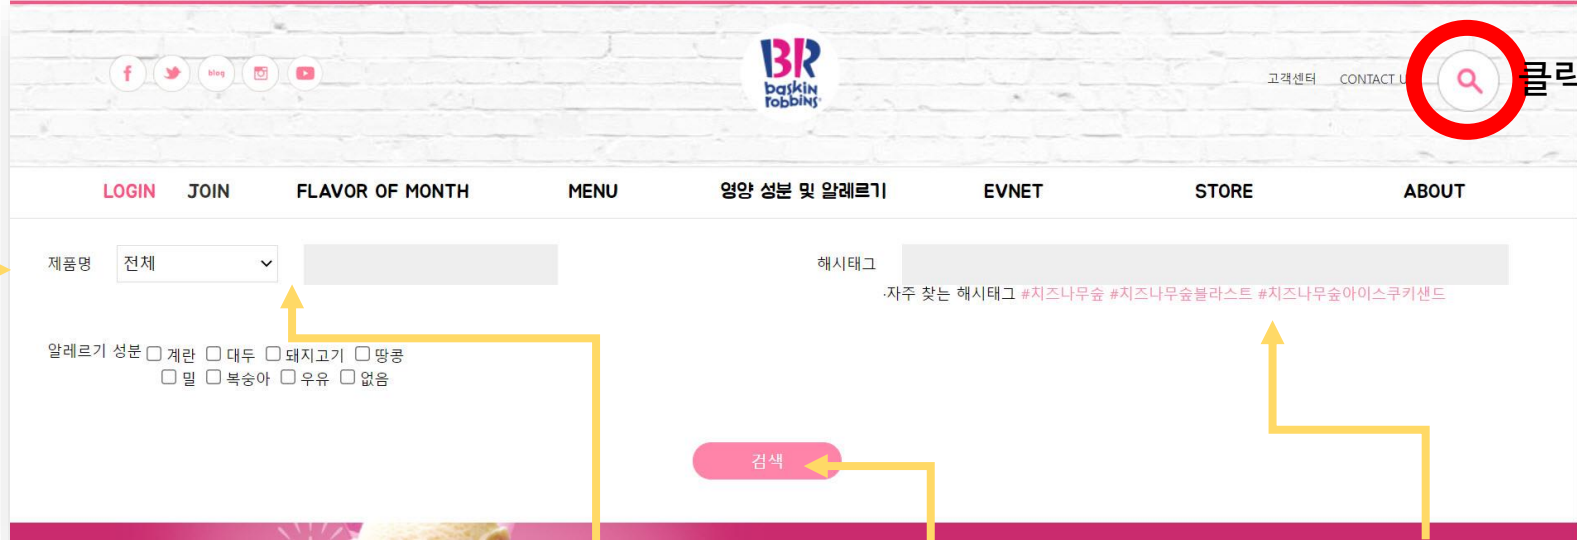 blog
BR
baskin
robbins
고객센터 CONTACT U
클릭
LOGIN JOIN FLAVOR OF MONTH MENU 영양 성분 및 알레르기 EVNET STORE ABOUT
제품명 전체 해시태그
·자주 찾는 해시태그 #치즈나무숲 #치즈나무숲블라스트 #치즈나무숲아이스쿠키샌드
알레르기 성분 계란 대두 돼지고기 땅콩
밀 복숭아 우유 없음
검색